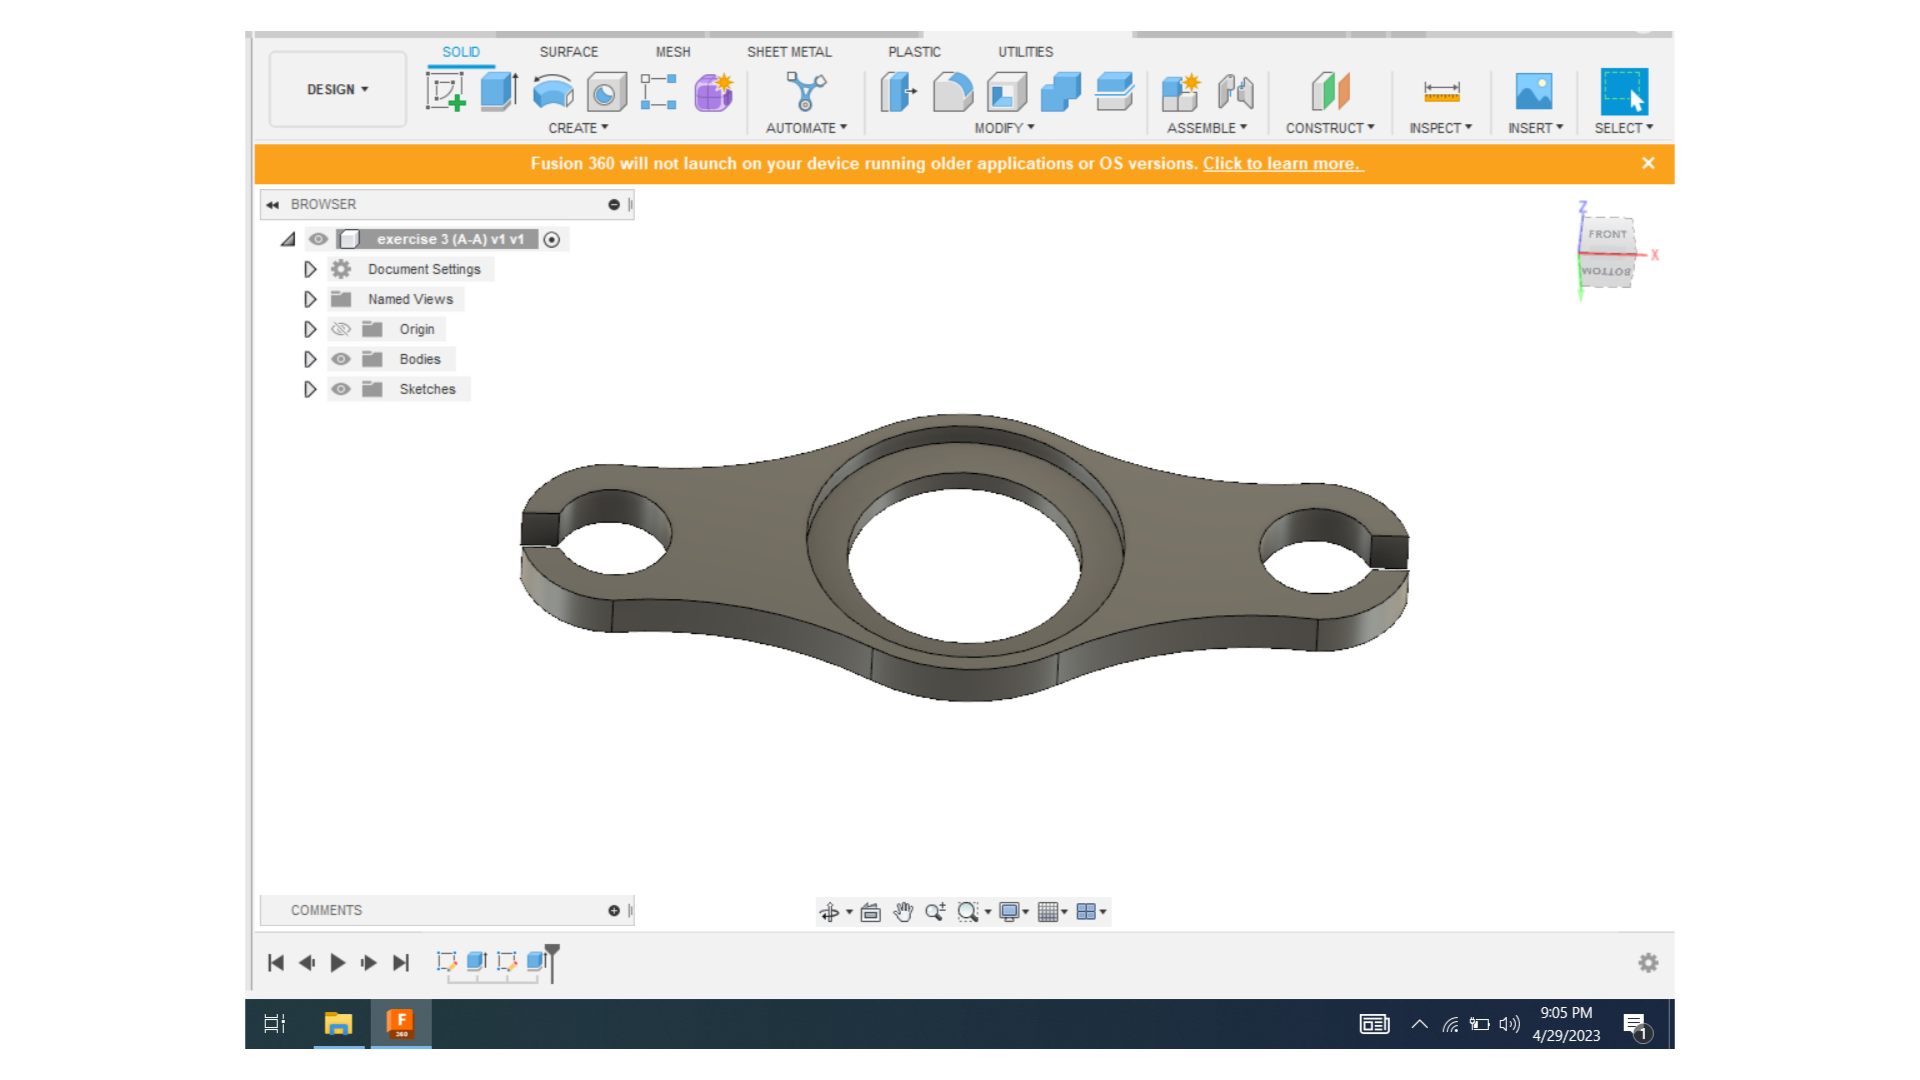 SOLID SURFACE MESH SHEET METAL PLASTIC UTILITIES
DESIGN
CREATE AUTOMATE MODIFY ASSEMBLE CONSTRUCT INSPECT INSERT SELECT
Fusion 360 will not launch on your device running older applications or OS versions. Click to learn more.
BROWSER
exercise 3 (A-A) v1 v1
Document Settings
Named Views
Origin
Bodies
Sketches
Z
FRONT
X
BOTTOM
COMMENTS
F
360
9:05 PM
4/29/2023
1